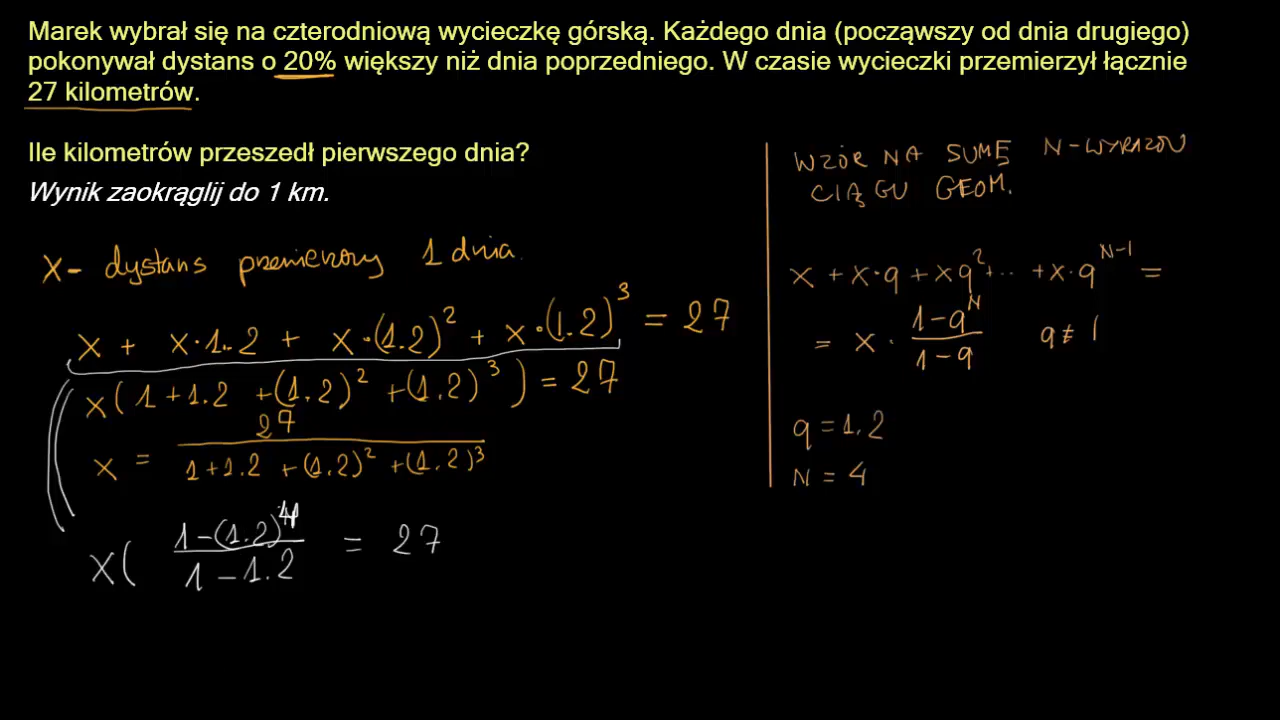 Marek wybrał się na czterodniową wycieczkę górską. Każdego dnia (począwszy od dnia drugiego)
pokonywał dystans o 20% większy niż dnia poprzedniego. W czasie wycieczki przemierzył łącznie
27 kilometrów.
Ile kilometrów przeszedł pierwszego dnia?
Wynik zaokrąglij do 1 km.
x - dystans przemierzony 1 dnia.
x + x·1.2 + x·(1.2)² + x·(1.2)³ = 27
x(1+1.2 +(1.2)² +(1.2)³) = 27
27
x = 1+1.2 +(1.2)² +(1.2)³
1-(1.2)⁴
x( = 27
1-1.2
WZÓR NA SUMĘ N-WYRAZÓW
CIĄGU GEOM.
x + x·q + xq² + ... + x·q^(N-1) =
1-q^N
= x · q ≠ 1
1-q
q = 1.2
N = 4